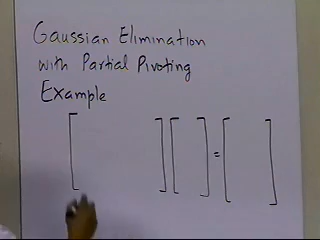 Gaussian Elimination
with Partial Pivoting
Example
[ ] [ ] = [ ]